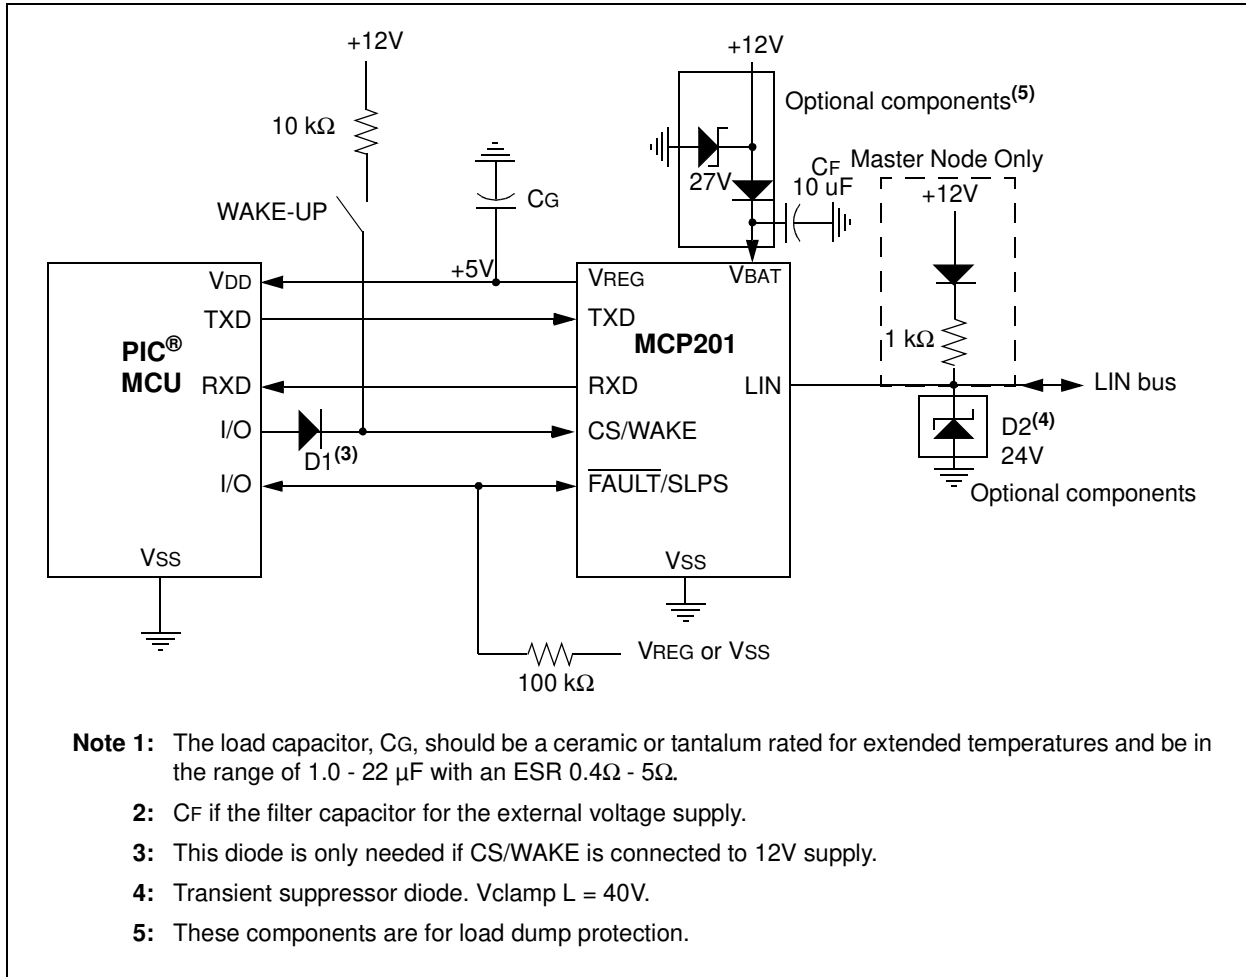 +12V
+12V
Optional components(5)
10 kΩ
CF
Master Node Only
27V
10 uF
+12V
WAKE-UP
CG
+5V
VDD
VREG
VBAT
TXD
TXD
PIC®
MCU
MCP201
1 kΩ
RXD
RXD
LIN
LIN bus
I/O
CS/WAKE
D1(3)
D2(4)
24V
I/O
FAULT/SLPS
Optional components
VSS
VSS
VREG or VSS
100 kΩ
Note 1: The load capacitor, CG, should be a ceramic or tantalum rated for extended temperatures and be in
the range of 1.0 - 22 µF with an ESR 0.4Ω - 5Ω.
2: CF if the filter capacitor for the external voltage supply.
3: This diode is only needed if CS/WAKE is connected to 12V supply.
4: Transient suppressor diode. Vclamp L = 40V.
5: These components are for load dump protection.